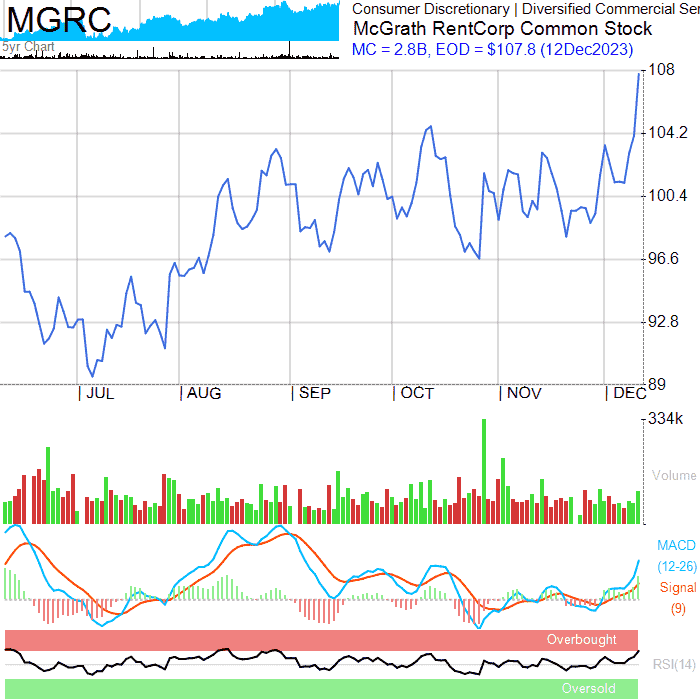 MGRC
5yr Chart
Consumer Discretionary | Diversified Commercial Ser
McGrath RentCorp Common Stock
MC = 2.8B, EOD = $107.8 (12Dec2023)
108
104.2
100.4
96.6
92.8
89
| JUL | AUG | SEP | OCT | NOV | DEC
334k
Volume
MACD
(12-26)
Signal
(9)
Overbought
RSI(14)
Oversold